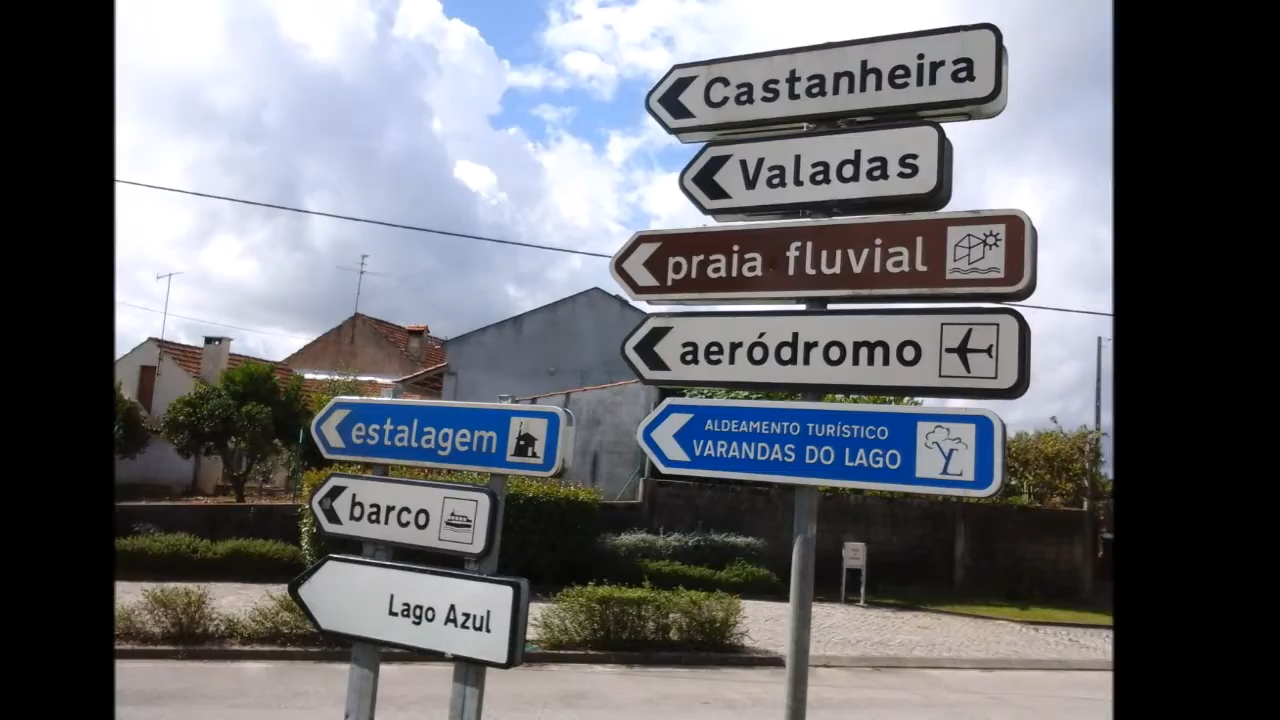 Castanheira
Valadas
praia fluvial
aeródromo
ALDEAMENTO TURÍSTICO
VARANDAS DO LAGO
estalagem
barco
Lago Azul